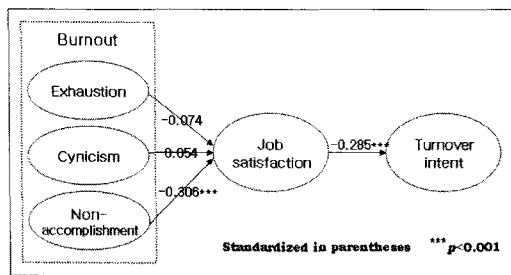 Burnout
Exhaustion
-0.074
Cynicism
0.054
Job
satisfaction
-0.285***
Turnover
intent
-0.306***
Non-
accomplishment
Standardized in parentheses ***p<0.001